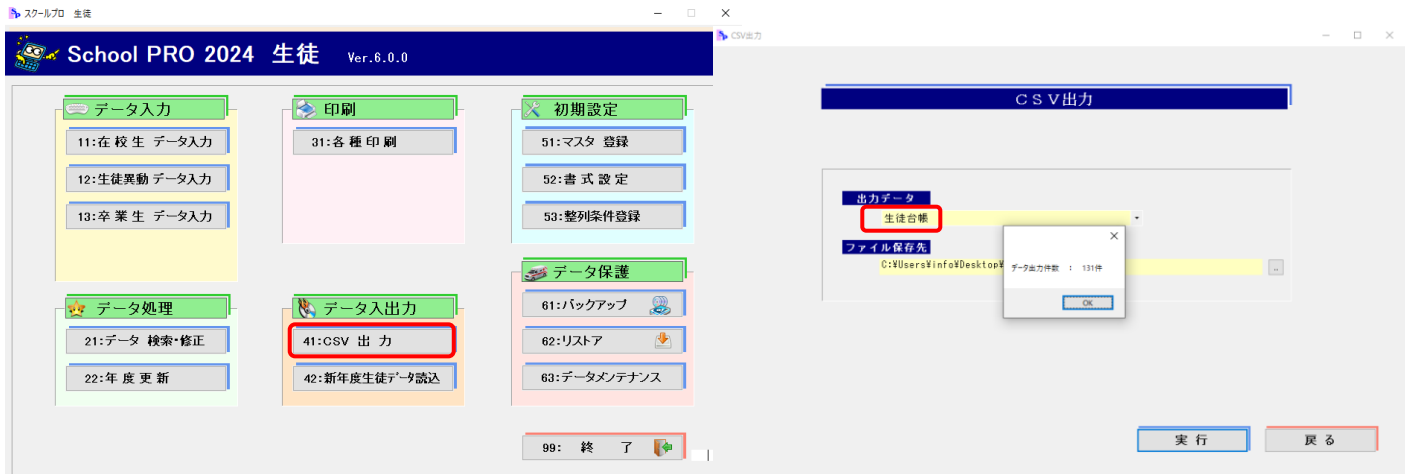 スクールプロ 生徒
School PRO 2024 生徒 Ver.6.0.0
データ入力
11:在 校 生 データ入力
12:生徒異動 データ入力
13:卒 業 生 データ入力
印刷
31:各 種 印 刷
初期設定
51:マスタ 登録
52:書 式 設 定
53:整列条件登録
データ処理
21:データ 検索・修正
22:年 度 更 新
データ入出力
41:CSV 出 力
42:新年度生徒データ読込
データ保護
61:バックアップ
62:リストア
63:データメンテナンス
99: 終 了
CSV出力
CSV出力
出力データ
生徒台帳
ファイル保存先
C:¥Users¥info¥Desktop¥
データ出力件数 : 131件
OK
..
実 行
戻 る